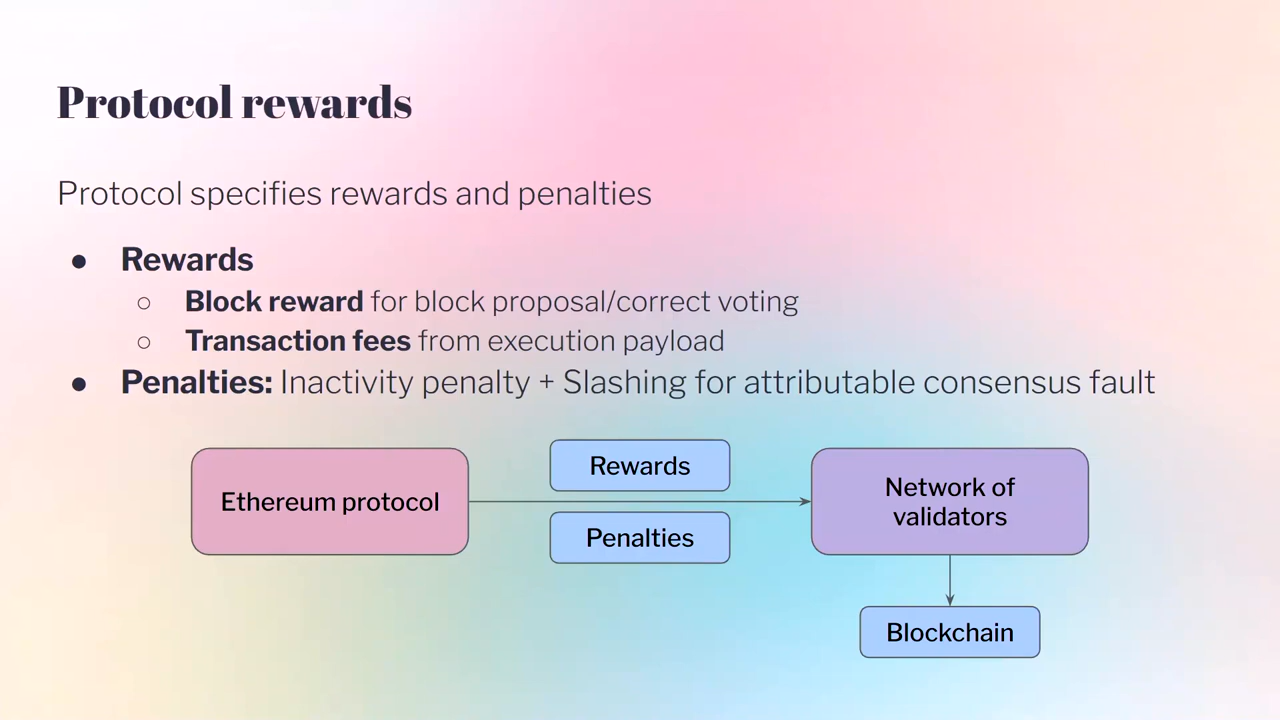 Protocol rewards
Protocol specifies rewards and penalties
● Rewards
○ Block reward for block proposal/correct voting
○ Transaction fees from execution payload
● Penalties: Inactivity penalty + Slashing for attributable consensus fault
Ethereum protocol
Rewards
Penalties
Network of
validators
Blockchain